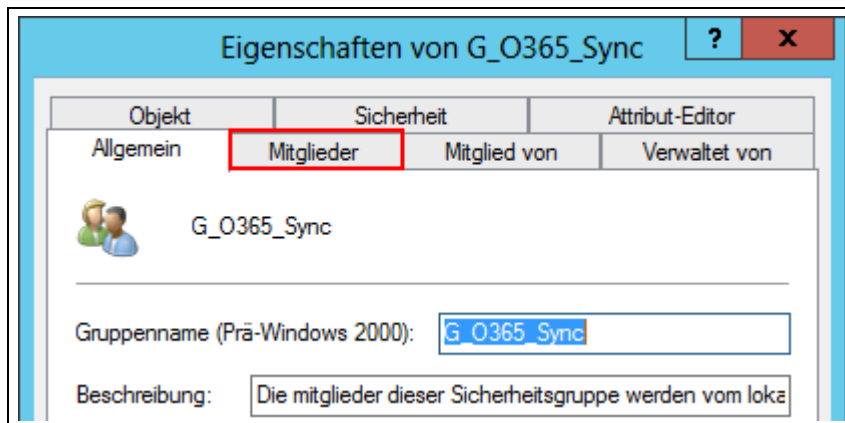 Eigenschaften von G_O365_Sync ? x
Objekt Sicherheit Attribut-Editor
Allgemein Mitglieder Mitglied von Verwaltet von
G_O365_Sync
Gruppenname (Prä-Windows 2000): G_O365_Sync
Beschreibung: Die mitglieder dieser Sicherheitsgruppe werden vom loka